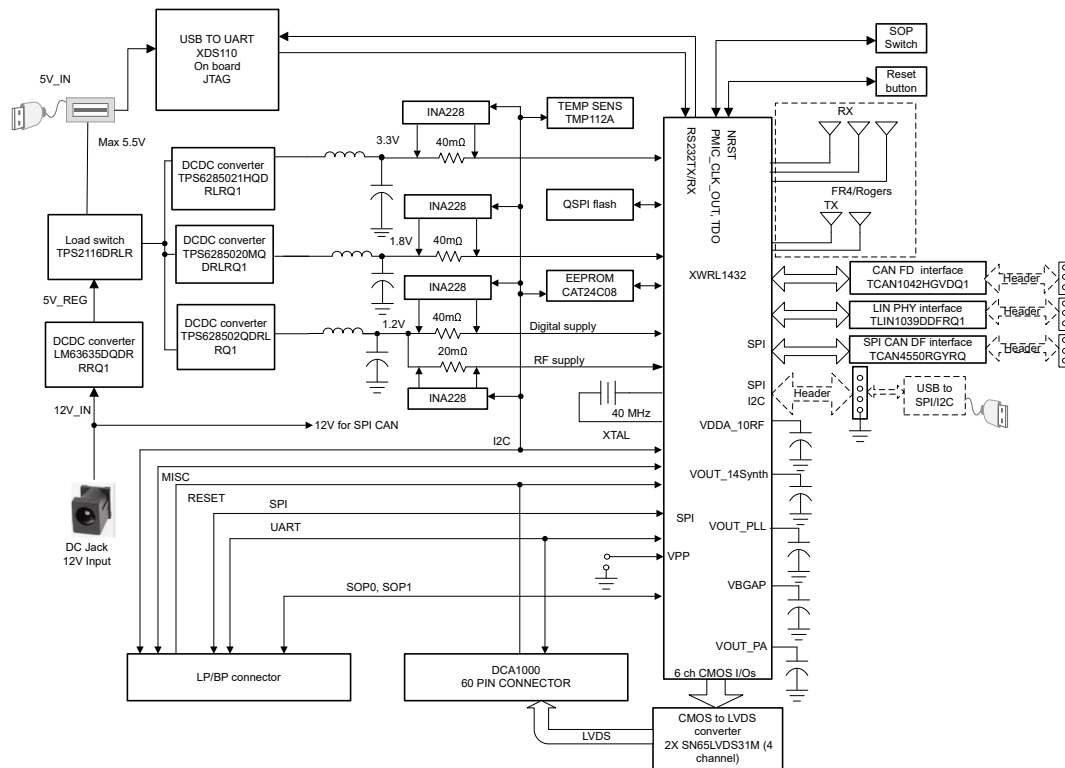 USB TO UART
XDS110
On board
JTAG
5V_IN
Max 5.5V
SOP
Switch
Reset
button
INA228
TEMP SENS
TMP112A
3.3V
40mΩ
DCDC converter
TPS6285021HQD
RLRQ1
RS232TX/RX
PMIC_CLK_OUT, TDO
NRST
RX
FR4/Rogers
TX
INA228
QSPI flash
Load switch
TPS2116DRLR
DCDC converter
TPS6285020MQ
DRLRQ1
1.8V
40mΩ
XWRL1432
INA228
EEPROM
CAT24C08
CAN FD interface
TCAN1042HGVDQ1
Header
5V_REG
DCDC converter
TPS628502QDRL
RQ1
1.2V
40mΩ
Digital supply
LIN PHY interface
TLIN1039DDFRQ1
Header
DCDC converter
LM63635DQDR
RRQ1
20mΩ
RF supply
SPI
SPI CAN DF interface
TCAN4550RGYRQ
Header
INA228
SPI
I2C
Header
USB to
SPI/I2C
12V_IN
40 MHz
XTAL
12V for SPI CAN
VDDA_10RF
I2C
MISC
RESET
VOUT_14Synth
SPI
SPI
UART
VOUT_PLL
DC Jack
12V Input
VPP
SOP0, SOP1
VBGAP
VOUT_PA
LP/BP connector
DCA1000
60 PIN CONNECTOR
6 ch CMOS I/Os
LVDS
CMOS to LVDS
converter
2X SN65LVDS31M (4
channel)